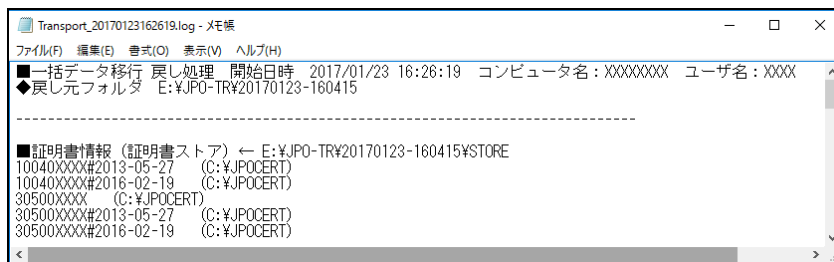 Transport_20170123162619.log - メモ帳
ファイル(F) 編集(E) 書式(O) 表示(V) ヘルプ(H)
■一括データ移行 戻し処理　開始日時　2017/01/23 16:26:19　コンピュータ名：XXXXXXXX　ユーザ名：XXXX
◆戻し元フォルダ　E:¥JPO-TR¥20170123-160415
-------------------------------------------------------------------------------
■証明書情報（証明書ストア）← E:¥JPO-TR¥20170123-160415¥STORE
10040XXXX#2013-05-27　(C:¥JPOCERT)
10040XXXX#2016-02-19　(C:¥JPOCERT)
30500XXXX　(C:¥JPOCERT)
30500XXXX#2013-05-27　(C:¥JPOCERT)
30500XXXX#2016-02-19　(C:¥JPOCERT)